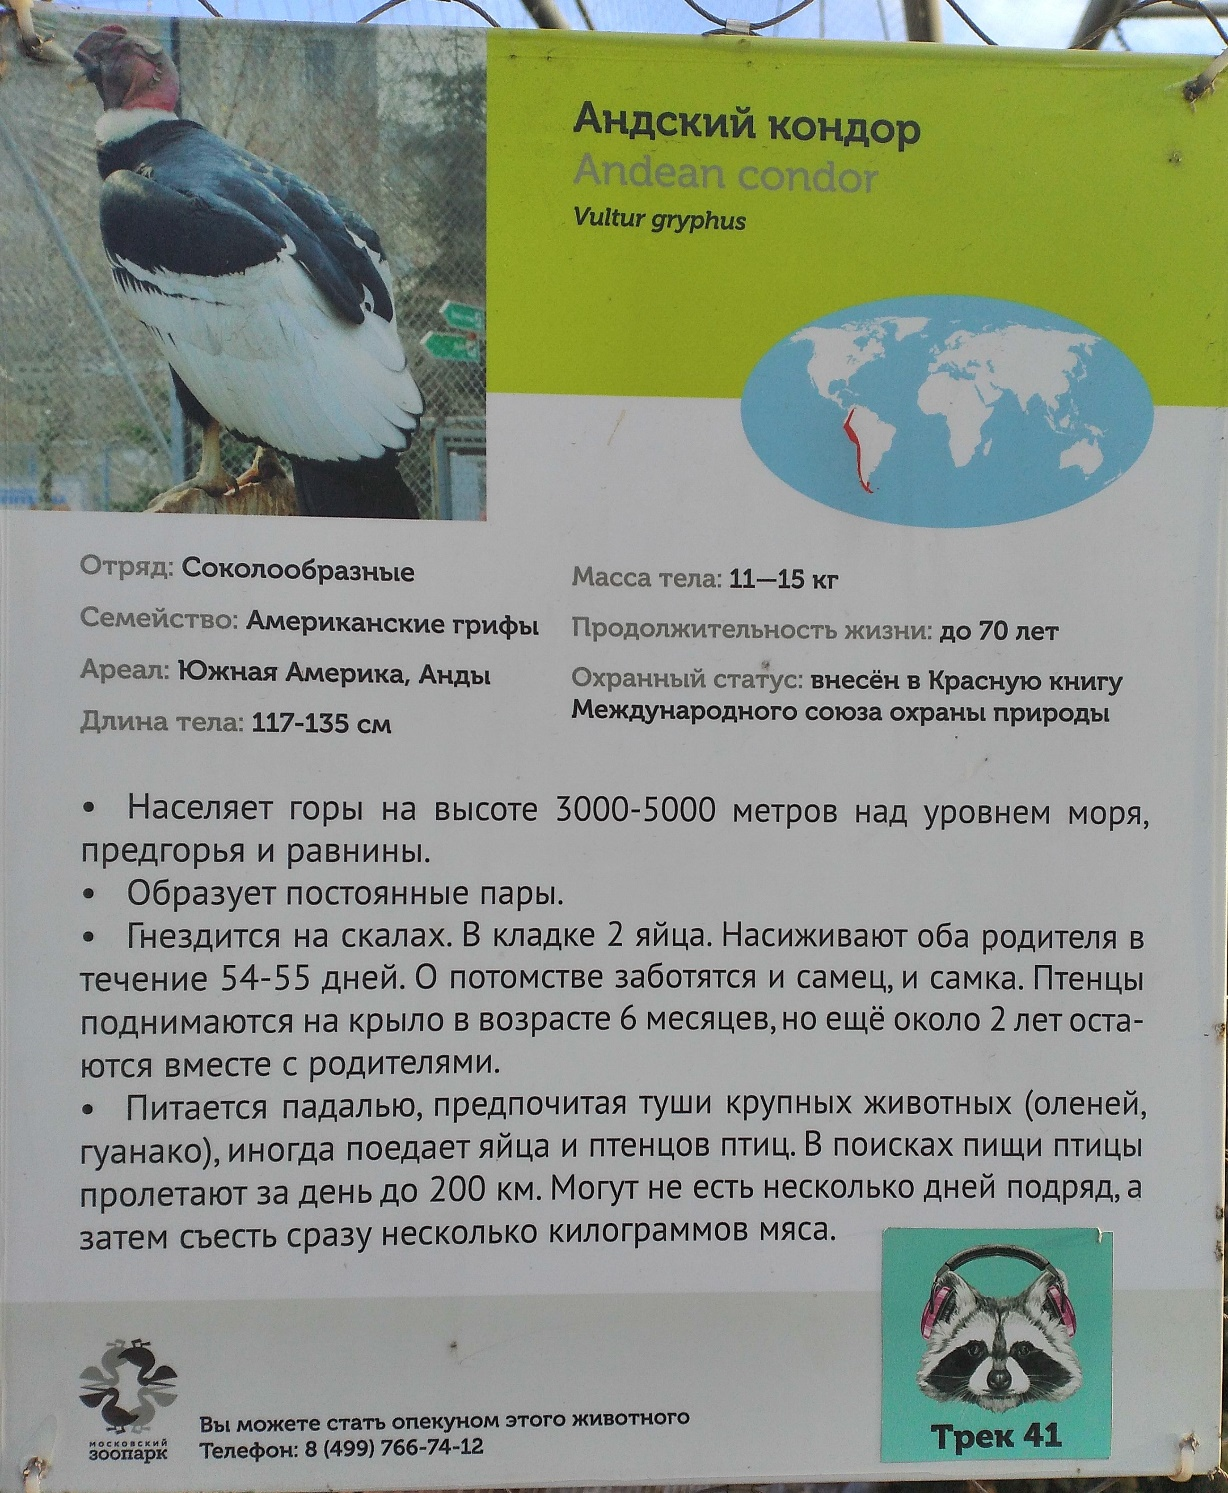 Андский кондор
Andean condor
Vultur gryphus
Отряд: Соколообразные
Семейство: Американские грифы
Ареал: Южная Америка, Анды
Длина тела: 117-135 см
Масса тела: 11—15 кг
Продолжительность жизни: до 70 лет
Охранный статус: внесён в Красную книгу
Международного союза охраны природы
• Населяет горы на высоте 3000-5000 метров над уровнем моря,
предгорья и равнины.
• Образует постоянные пары.
• Гнездится на скалах. В кладке 2 яйца. Насиживают оба родителя в
течение 54-55 дней. О потомстве заботятся и самец, и самка. Птенцы
поднимаются на крыло в возрасте 6 месяцев, но ещё около 2 лет оста-
ются вместе с родителями.
• Питается падалью, предпочитая туши крупных животных (оленей,
гуанако), иногда поедает яйца и птенцов птиц. В поисках пищи птицы
пролетают за день до 200 км. Могут не есть несколько дней подряд, а
затем съесть сразу несколько килограммов мяса.
московский
зоопарк
Вы можете стать опекуном этого животного
Телефон: 8 (499) 766-74-12
Трек 41